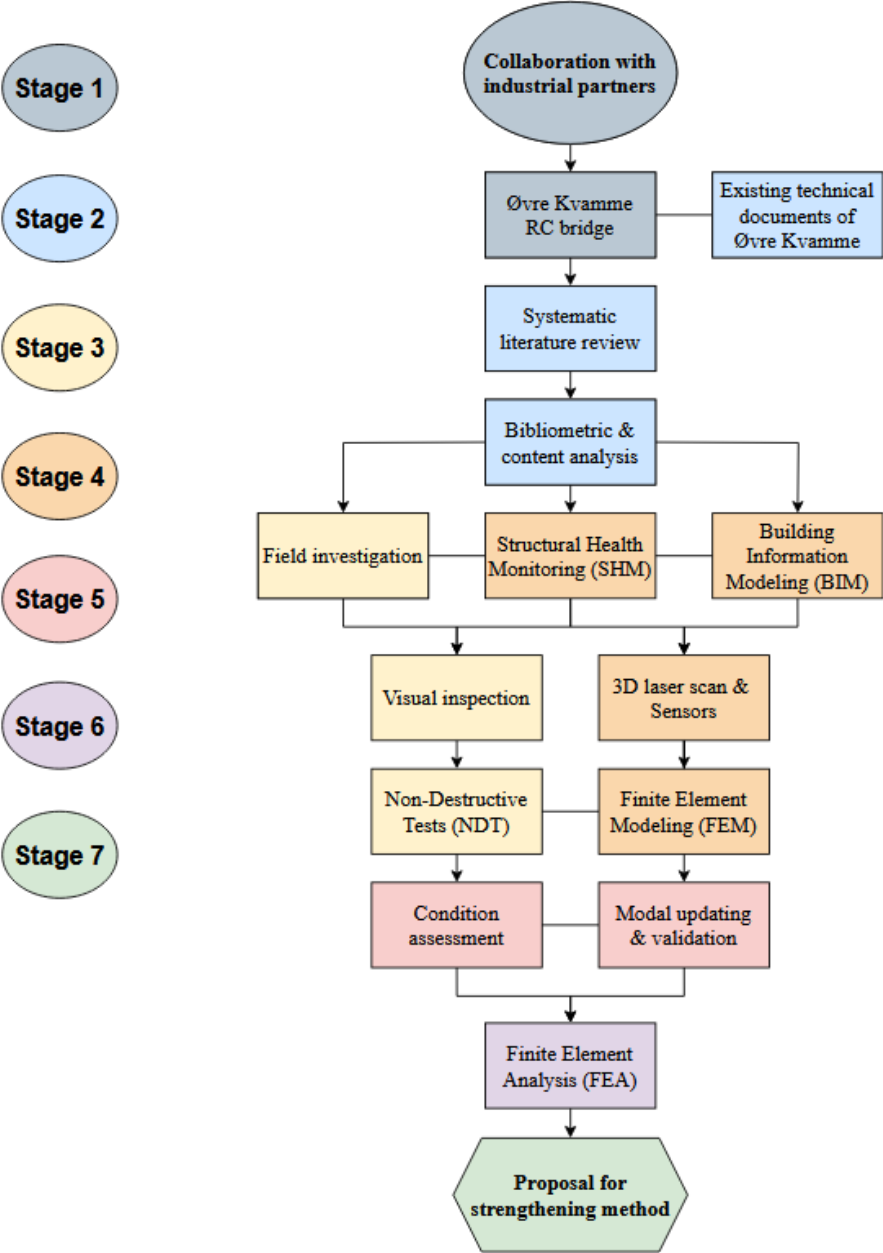 Stage 1
Stage 2
Stage 3
Stage 4
Stage 5
Stage 6
Stage 7
Collaboration with
industrial partners
Øvre Kvamme
RC bridge
Existing technical
documents of
Øvre Kvamme
Systematic
literature review
Bibliometric &
content analysis
Field investigation
Structural Health
Monitoring (SHM)
Building
Information
Modeling (BIM)
Visual inspection
3D laser scan &
Sensors
Non-Destructive
Tests (NDT)
Finite Element
Modeling (FEM)
Condition
assessment
Modal updating
& validation
Finite Element
Analysis (FEA)
Proposal for
strengthening method